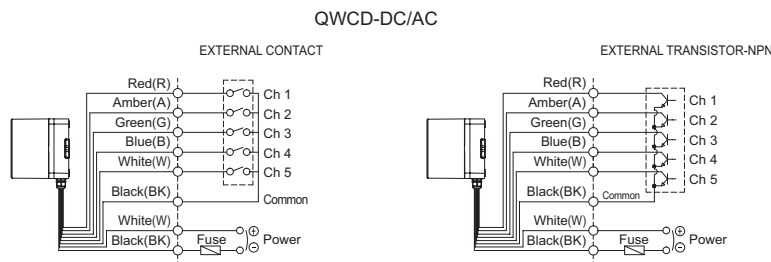 QWCD-DC/AC
EXTERNAL CONTACT
Red(R)
Amber(A)
Green(G)
Blue(B)
White(W)
Black(BK)
White(W)
Black(BK)
Ch 1
Ch 2
Ch 3
Ch 4
Ch 5
Common
Fuse
⊕
⊖
Power
EXTERNAL TRANSISTOR-NPN
Red(R)
Amber(A)
Green(G)
Blue(B)
White(W)
Black(BK)
White(W)
Black(BK)
Ch 1
Ch 2
Ch 3
Ch 4
Ch 5
Common
Fuse
⊕
⊖
Power